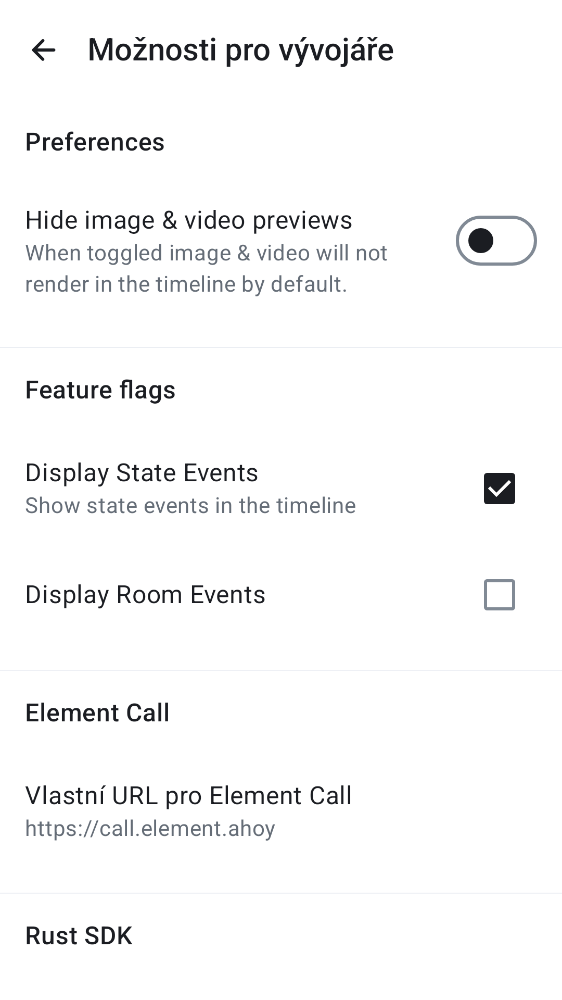 Možnosti pro vývojáře
Preferences
Hide image & video previews
When toggled image & video will not
render in the timeline by default.
Feature flags
Display State Events
Show state events in the timeline
Display Room Events
Element Call
Vlastní URL pro Element Call
https://call.element.ahoy
Rust SDK